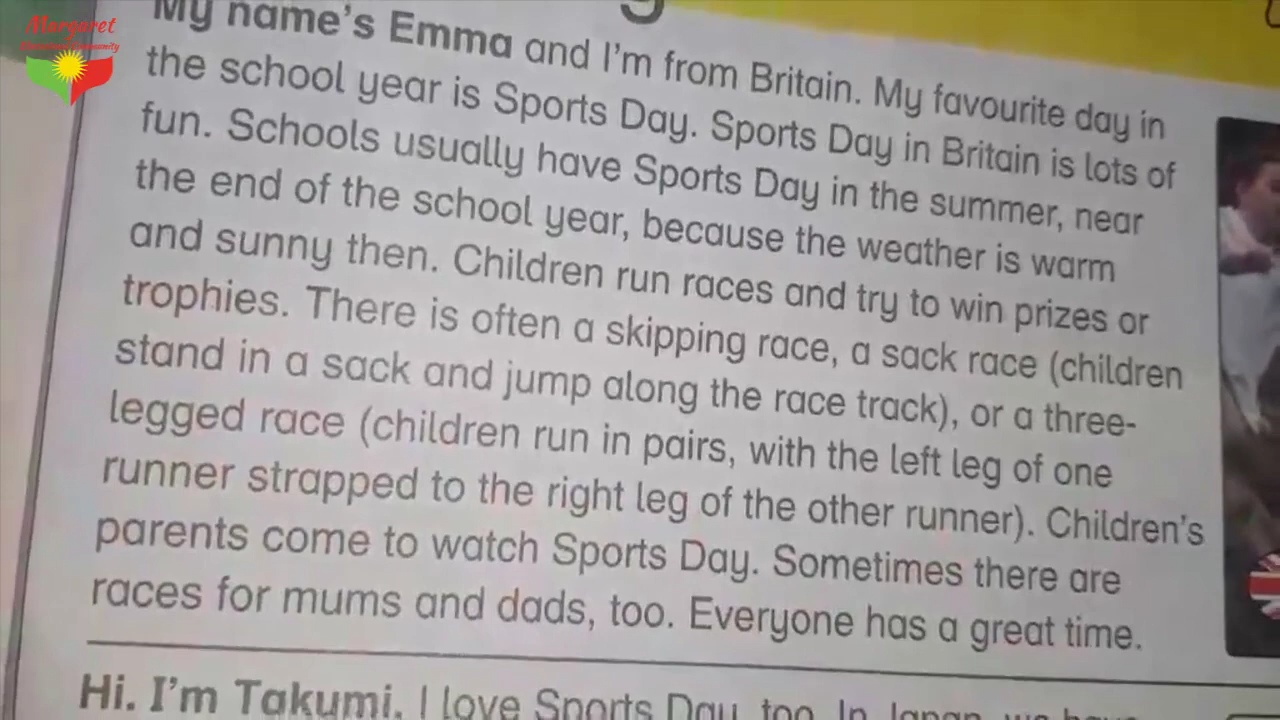 Margaret
Educational Community
My name's Emma and I'm from Britain. My favourite day in
the school year is Sports Day. Sports Day in Britain is lots of
fun. Schools usually have Sports Day in the summer, near
the end of the school year, because the weather is warm
and sunny then. Children run races and try to win prizes or
trophies. There is often a skipping race, a sack race (children
stand in a sack and jump along the race track), or a three-
legged race (children run in pairs, with the left leg of one
runner strapped to the right leg of the other runner). Children's
parents come to watch Sports Day. Sometimes there are
races for mums and dads, too. Everyone has a great time.
Hi. I'm Takumi. I love Sports Day, too. In Japan, we have